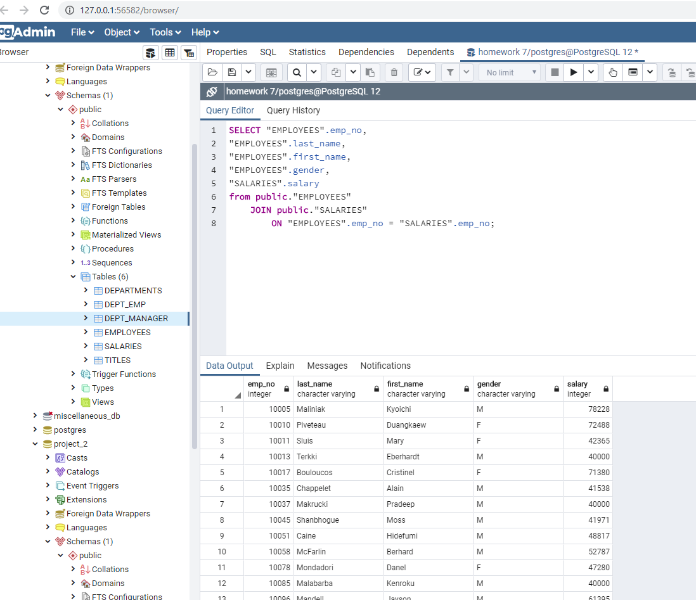 127.0.0.1:56582/browser/
pgAdmin File Object Tools Help
Browser
Properties SQL Statistics Dependencies Dependents homework 7/postgres@PostgreSQL 12 *
No limit
homework 7/postgres@PostgreSQL 12
Query Editor Query History
Foreign Data Wrappers
Languages
Schemas (1)
public
Collations
Domains
FTS Configurations
FTS Dictionaries
Aa FTS Parsers
FTS Templates
Foreign Tables
Functions
Materialized Views
Procedures
1..3 Sequences
Tables (6)
DEPARTMENTS
DEPT_EMP
DEPT_MANAGER
EMPLOYEES
SALARIES
TITLES
Trigger Functions
Types
Views
miscellaneous_db
postgres
project_2
Casts
Catalogs
Event Triggers
Extensions
Foreign Data Wrappers
Languages
Schemas (1)
public
Collations
Domains
FTS Configurations
1 SELECT "EMPLOYEES".emp_no,
2 "EMPLOYEES".last_name,
3 "EMPLOYEES".first_name,
4 "EMPLOYEES".gender,
5 "SALARIES".salary
6 from public."EMPLOYEES"
7 JOIN public."SALARIES"
8 ON "EMPLOYEES".emp_no = "SALARIES".emp_no;
Data Output Explain Messages Notifications
emp_no last_name first_name gender salary
integer character varying character varying character varying integer
1 10005 Maliniak Kyoichi M 78228
2 10010 Piveteau Duangkaew F 72488
3 10011 Sluis Mary F 42365
4 10013 Terkki Eberhardt M 40000
5 10017 Bouloucos Cristinel F 71380
6 10035 Chappelet Alain M 41538
7 10037 Makrucki Pradeep M 40000
8 10045 Shanbhogue Moss M 41971
9 10051 Caine Hidefumi M 48817
10 10058 McFarlin Berhard M 52787
11 10078 Mondadori Danel F 47280
12 10085 Malabarba Kenroku M 40000
13 10096 Mandell Jayson M 61395